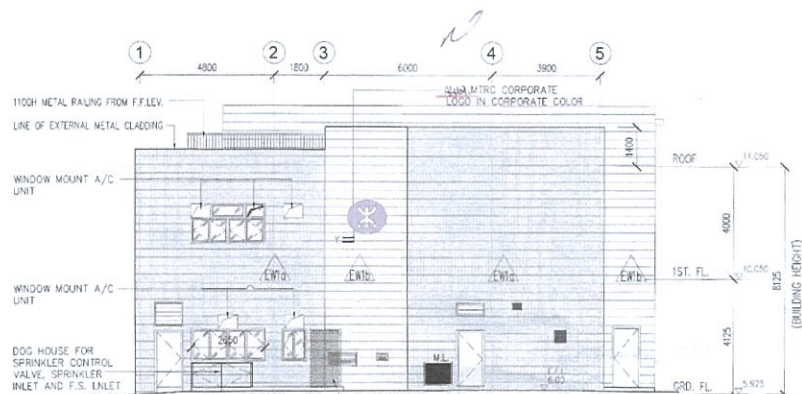 1 2 3 4 5
4800 1800 6000 3900
MTRC CORPORATE
LOGO IN CORPORATE COLOR
1100H METAL RAILING FROM F.F.LEV.
LINE OF EXTERNAL METAL CLADDING
1400
ROOF 14.050
WINDOW MOUNT A/C
UNIT
4000
EW1d EW1b EW1d EW1b
1ST. FL. 10.050
8125
(BUILDING HEIGHT)
WINDOW MOUNT A/C
UNIT
4125
2650
DOG HOUSE FOR
SPRINKLER CONTROL
VALVE, SPRINKLER
INLET AND F.S. INLET
M.L.
GRD. FL. 5.925